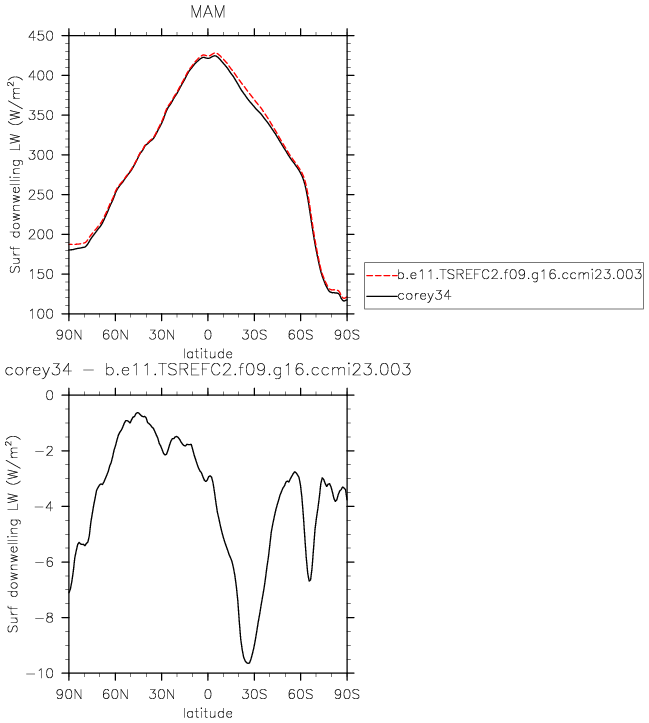 MAM
450
400
350
300
250
200
150
100
Surf downwelling LW (W/m²)
90N 60N 30N 0 30S 60S 90S
latitude
b.e11.TSREFC2.f09.g16.ccmi23.003
corey34
corey34 − b.e11.TSREFC2.f09.g16.ccmi23.003
0
−2
−4
−6
−8
−10
Surf downwelling LW (W/m²)
90N 60N 30N 0 30S 60S 90S
latitude